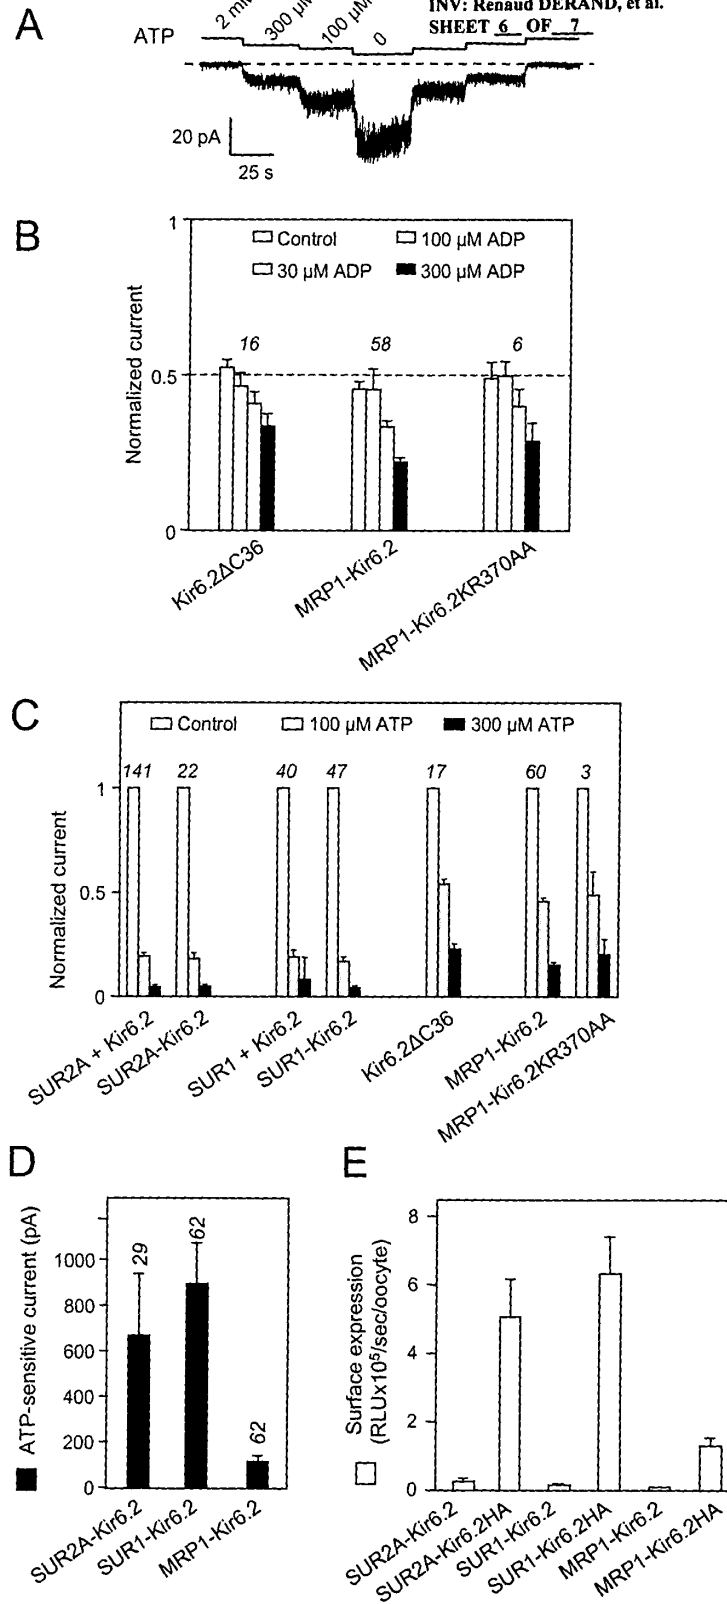 INV: Renaud DERAND, et al.
SHEET 6 OF 7
A
ATP
300 µM
100 µM
0
20 pA
25 s
B
1
Control
100 µM ADP
30 µM ADP
300 µM ADP
Normalized current
16
58
6
0.5
0
Kir6.2ΔC36
MRP1-Kir6.2
MRP1-Kir6.2KR370AA
C
Control
100 µM ATP
300 µM ATP
141
22
40
47
17
60
3
1
Normalized current
0.5
0
SUR2A + Kir6.2
SUR2A-Kir6.2
SUR1 + Kir6.2
SUR1-Kir6.2
Kir6.2ΔC36
MRP1-Kir6.2
MRP1-Kir6.2KR370AA
D
ATP-sensitive current (pA)
29
62
62
1000
800
600
400
200
0
SUR2A-Kir6.2
SUR1-Kir6.2
MRP1-Kir6.2
E
Surface expression
(RLUx10⁵/sec/oocyte)
8
6
4
2
0
SUR2A-Kir6.2
SUR2A-Kir6.2HA
SUR1-Kir6.2
SUR1-Kir6.2HA
MRP1-Kir6.2
MRP1-Kir6.2HA